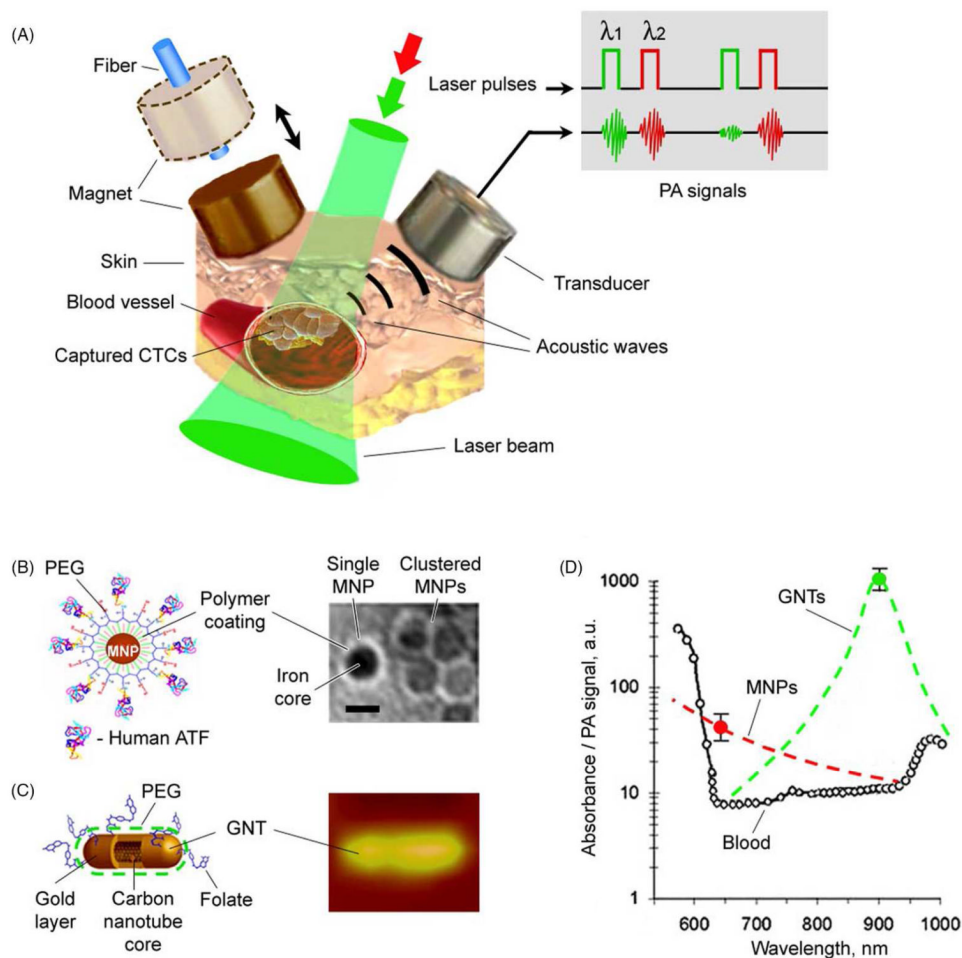 (A)
Fiber
Magnet
Skin
Blood vessel
Captured CTCs
Laser pulses
λ1 λ2
PA signals
Transducer
Acoustic waves
Laser beam
(B)
PEG
Polymer
coating
MNP
Iron
core
- Human ATF
Single
MNP
Clustered
MNPs
(C)
PEG
GNT
Gold
layer
Carbon
nanotube
core
Folate
(D)
Absorbance / PA signal, a.u.
1000
100
10
1
GNTs
MNPs
Blood
600 700 800 900 1000
Wavelength, nm